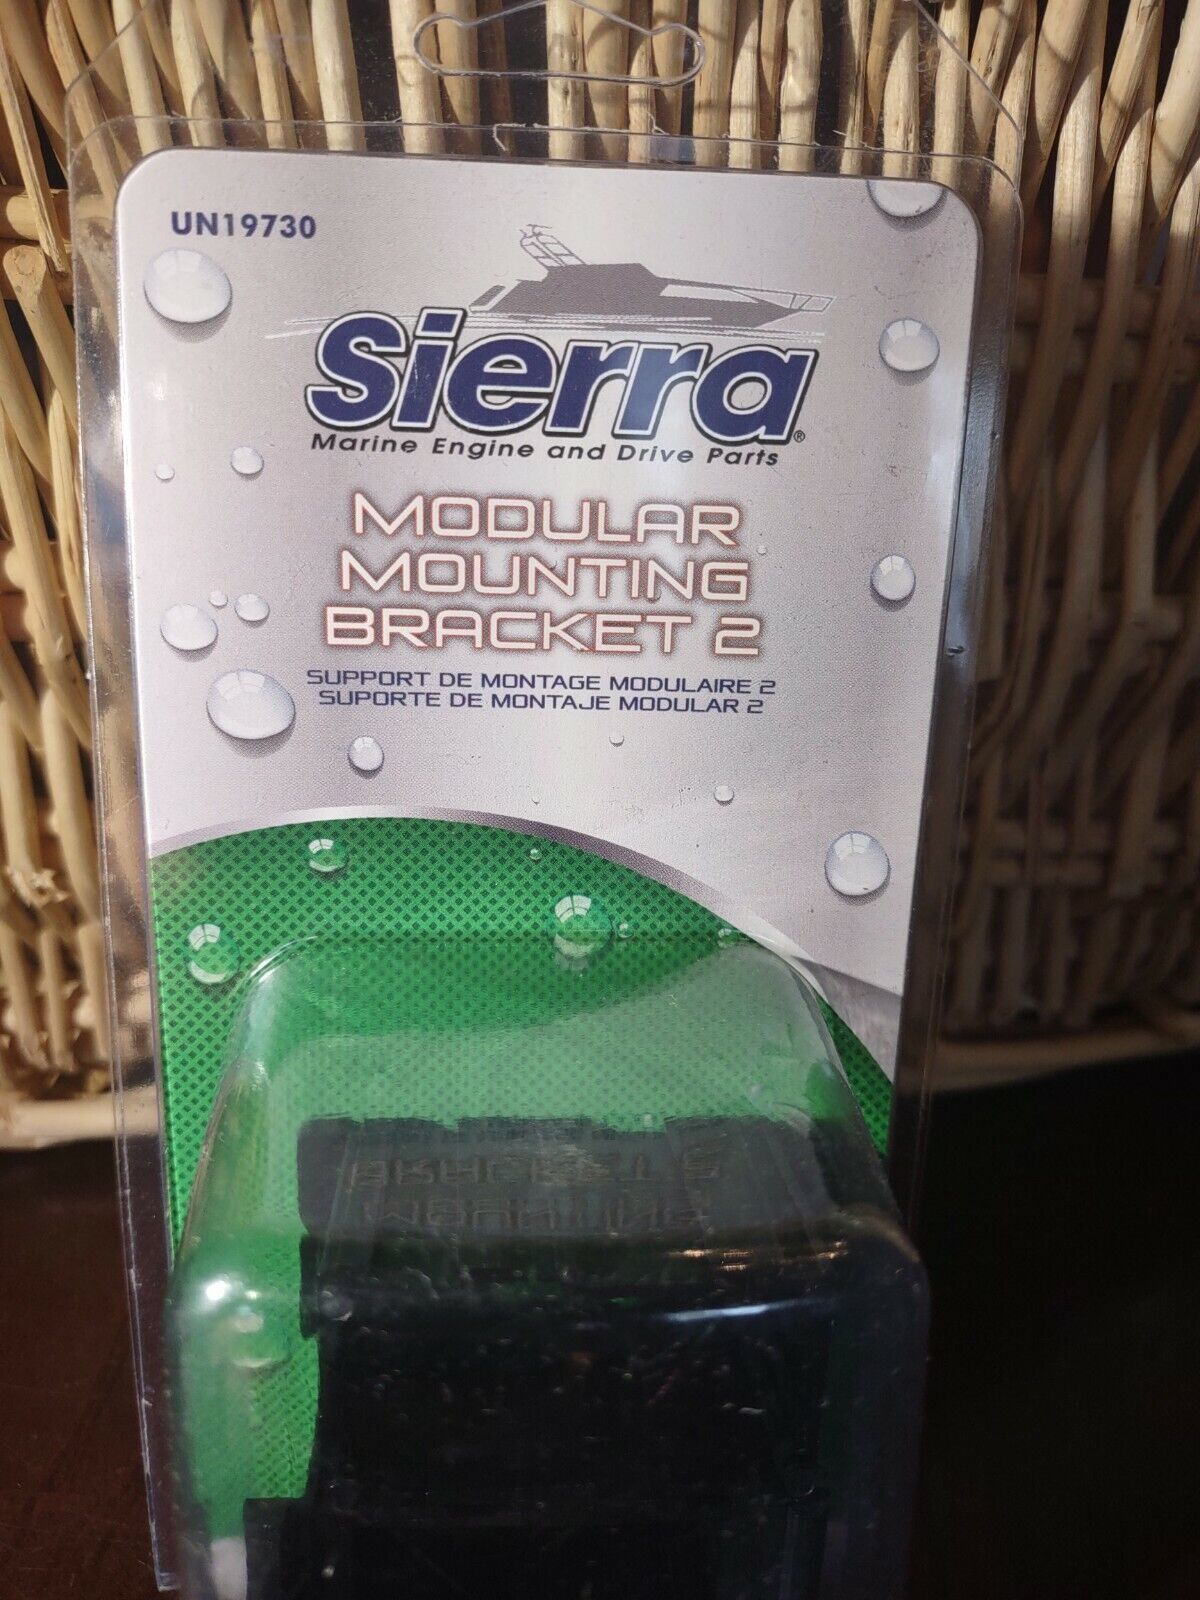 UN19730
Sierra®
Marine Engine and Drive Parts
MODULAR
MOUNTING
BRACKET 2
SUPPORT DE MONTAGE MODULAIRE 2
SUPORTE DE MONTAJE MODULAR 2